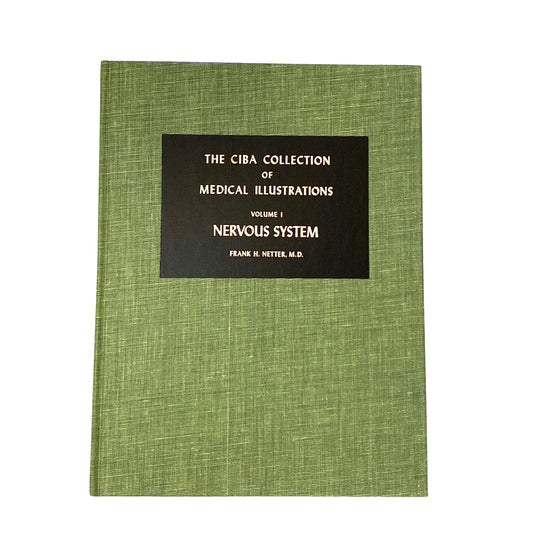 THE CIBA COLLECTION
OF
MEDICAL ILLUSTRATIONS
VOLUME I
NERVOUS SYSTEM
FRANK H. NETTER, M.D.